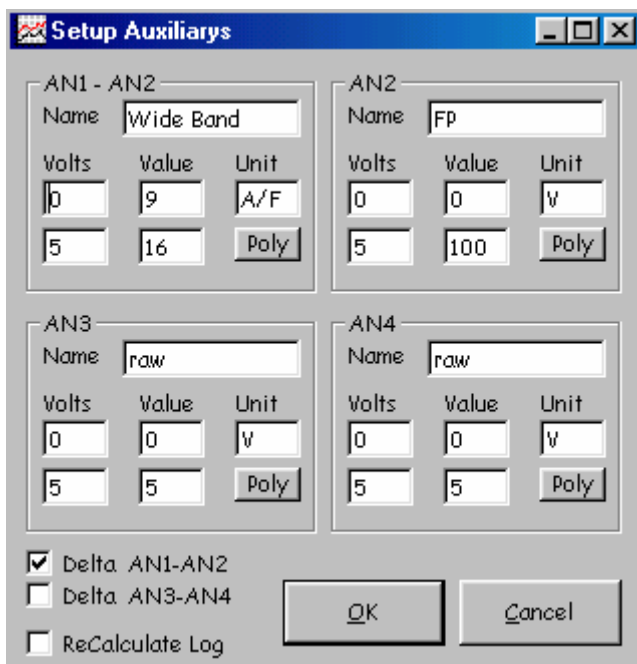 Setup Auxiliarys
AN1 - AN2
Name Wide Band
Volts Value Unit
0 9 A/F
5 16 Poly
AN2
Name FP
Volts Value Unit
0 0 V
5 100 Poly
AN3
Name raw
Volts Value Unit
0 0 V
5 5 Poly
AN4
Name raw
Volts Value Unit
0 0 V
5 5 Poly
Delta AN1-AN2
Delta AN3-AN4
ReCalculate Log
OK
Cancel